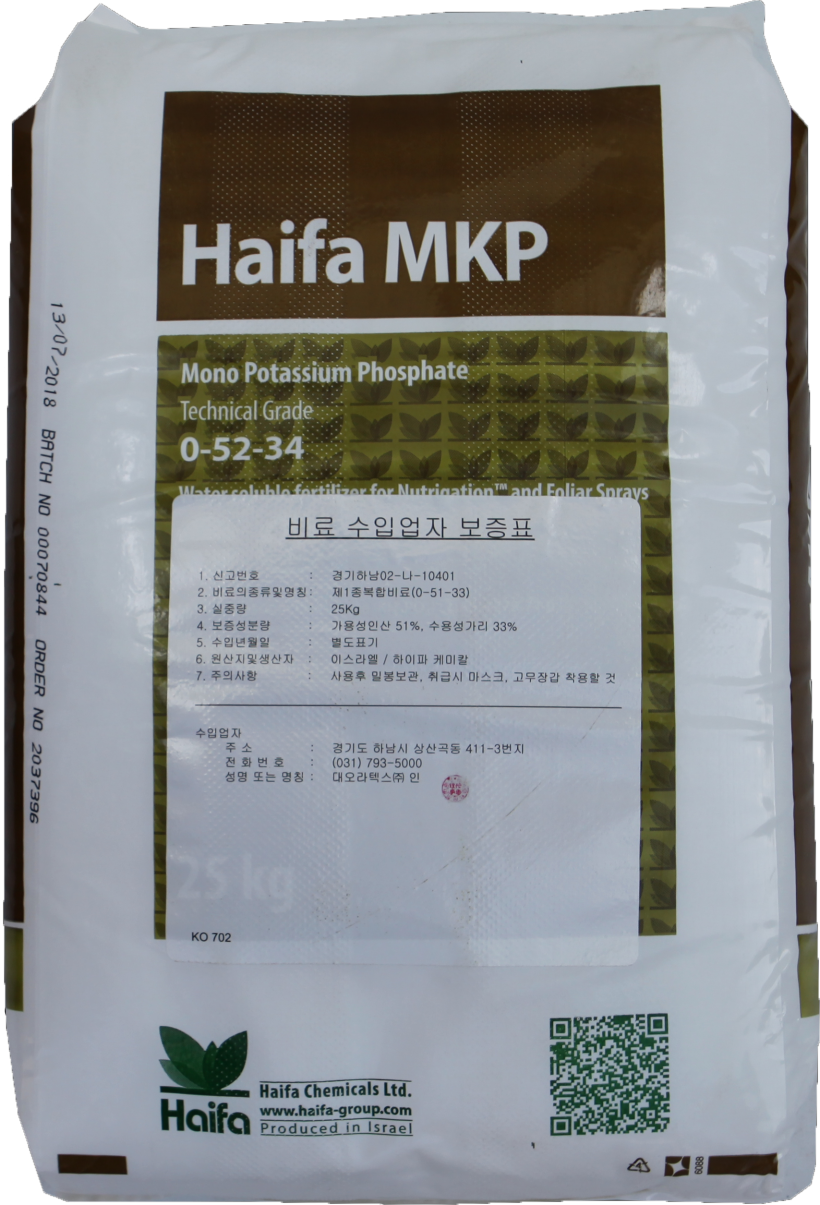 Haifa MKP
Mono Potassium Phosphate
Technical Grade
0-52-34
Water soluble fertilizer for Nutrigation™ and Foliar Sprays
비료 수입업자 보증표
1. 신고번호 : 경기하남02-나-10401
2. 비료의종류및명칭 : 제1종복합비료(0-51-33)
3. 실중량 : 25Kg
4. 보증성분량 : 가용성인산 51%, 수용성가리 33%
5. 수입년월일 : 별도표기
6. 원산지및생산자 : 이스라엘 / 하이파 케미칼
7. 주의사항 : 사용후 밀봉보관, 취급시 마스크, 고무장갑 착용할 것
수입업자
주 소 : 경기도 하남시 상산곡동 411-3번지
전 화 번 호 : (031) 793-5000
성명 또는 명칭 : 대오라텍스㈜ 인
25 kg
KO 702
13/07/2018 BATCH NO 00070844 ORDER NO 2037396
Haifa
Haifa Chemicals Ltd.
www.haifa-group.com
Produced in Israel
6088